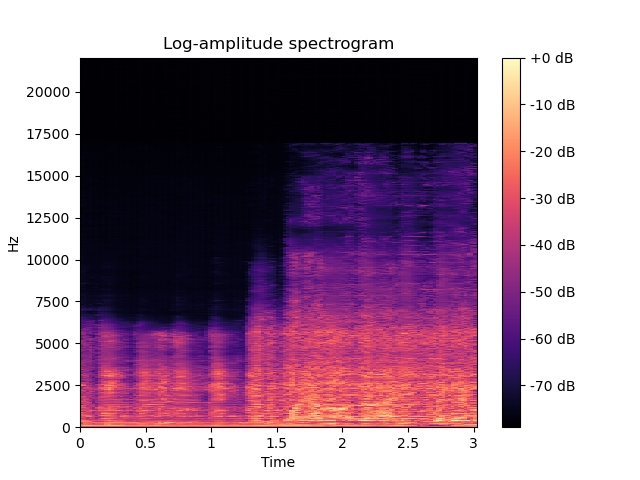 Log-amplitude spectrogram
Hz
20000
17500
15000
12500
10000
7500
5000
2500
0
0 0.5 1 1.5 2 2.5 3
Time
+0 dB
-10 dB
-20 dB
-30 dB
-40 dB
-50 dB
-60 dB
-70 dB